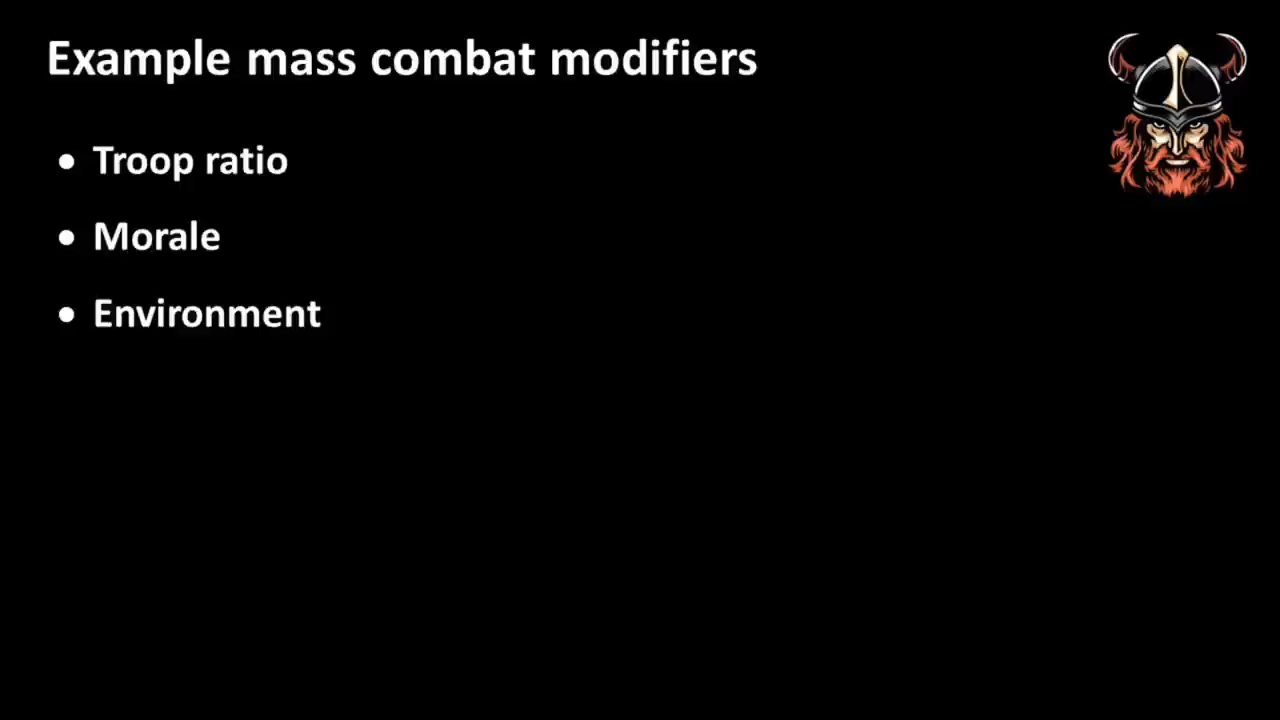 Example mass combat modifiers
• Troop ratio
• Morale
• Environment